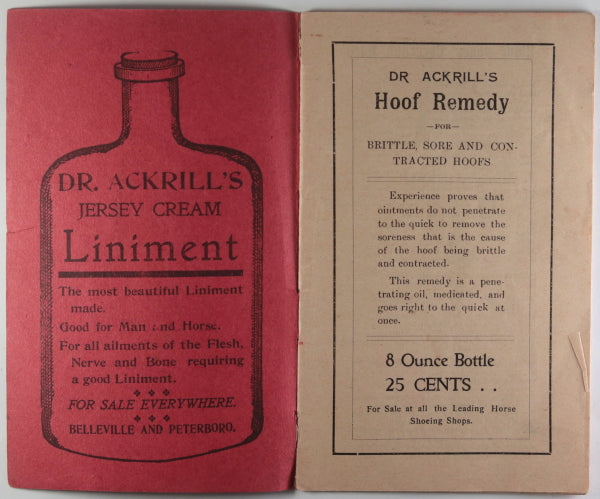 DR. ACKRILL'S
JERSEY CREAM
Liniment
The most beautiful Liniment
made.
Good for Man and Horse.
For all ailments of the Flesh,
Nerve and Bone requiring
a good Liniment.
FOR SALE EVERYWHERE.
BELLEVILLE AND PETERBORO.
DR ACKRILL'S
Hoof Remedy
—FOR—
BRITTLE, SORE AND CON-
TRACTED HOOFS
Experience proves that
ointments do not penetrate
to the quick to remove the
soreness that is the cause
of the hoof being brittle
and contracted.
This remedy is a pene-
trating oil, medicated, and
goes right to the quick at
once.
8 Ounce Bottle
25 CENTS . .
For Sale at all the Leading Horse
Shoeing Shops.